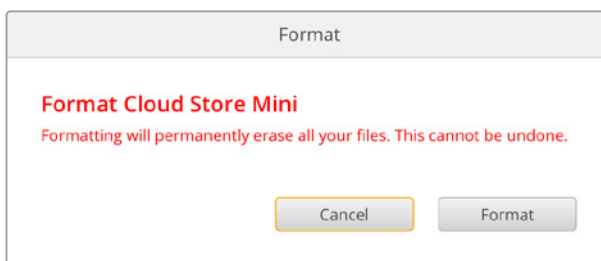 Format
Format Cloud Store Mini
Formatting will permanently erase all your files. This cannot be undone.
Cancel
Format